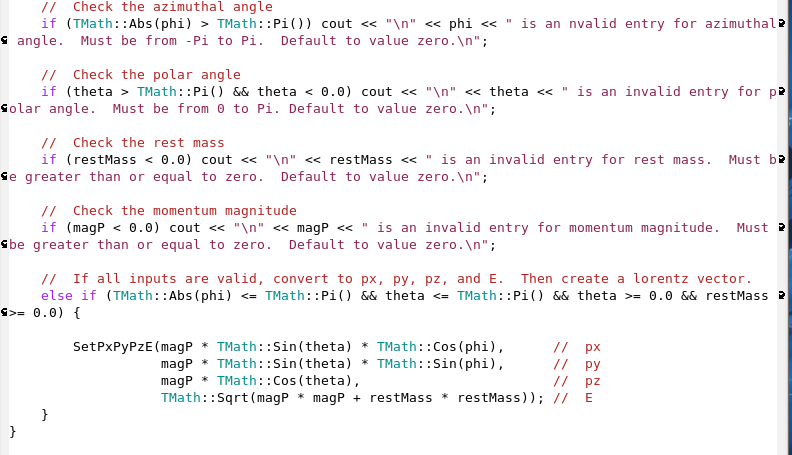 //  Check the azimuthal angle
if (TMath::Abs(phi) > TMath::Pi()) cout << "\n" << phi << " is an nvalid entry for azimuthal
 angle.  Must be from -Pi to Pi.  Default to value zero.\n";
//  Check the polar angle
if (theta > TMath::Pi() && theta < 0.0) cout << "\n" << theta << " is an invalid entry for p
olar angle.  Must be from 0 to Pi. Default to value zero.\n";
//  Check the rest mass
if (restMass < 0.0) cout << "\n" << restMass << " is an invalid entry for rest mass.  Must b
e greater than or equal to zero.  Default to value zero.\n";
//  Check the momentum magnitude
if (magP < 0.0) cout << "\n" << magP << " is an invalid entry for momentum magnitude.  Must
be greater than or equal to zero.  Default to value zero.\n";
//  If all inputs are valid, convert to px, py, pz, and E.  Then create a lorentz vector.
else if (TMath::Abs(phi) <= TMath::Pi() && theta <= TMath::Pi() && theta >= 0.0 && restMass
>= 0.0) {
SetPxPyPzE(magP * TMath::Sin(theta) * TMath::Cos(phi),      //  px
magP * TMath::Sin(theta) * TMath::Sin(phi),      //  py
magP * TMath::Cos(theta),                        //  pz
TMath::Sqrt(magP * magP + restMass * restMass)); //  E
}
}